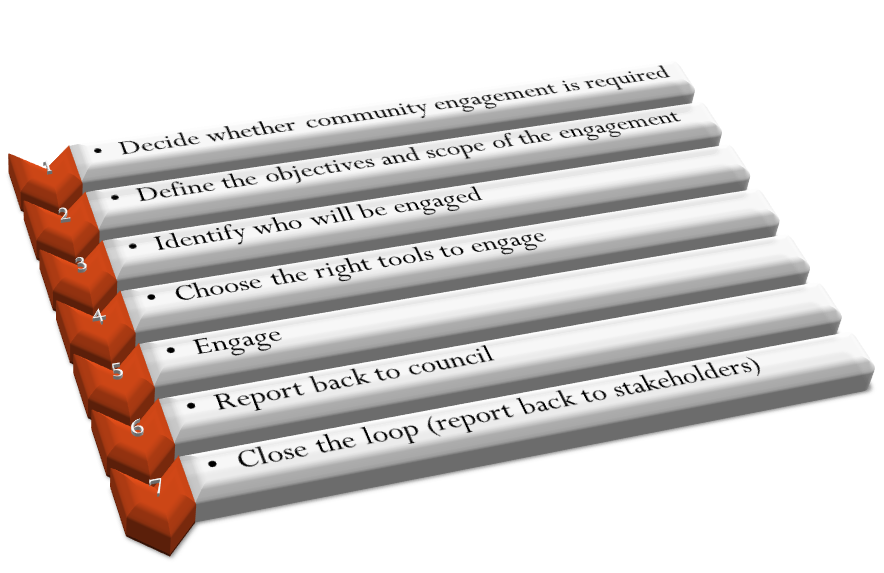 1 • Decide whether community engagement is required
2 • Define the objectives and scope of the engagement
3 • Identify who will be engaged
4 • Choose the right tools to engage
5 • Engage
6 • Report back to council
7 • Close the loop (report back to stakeholders)